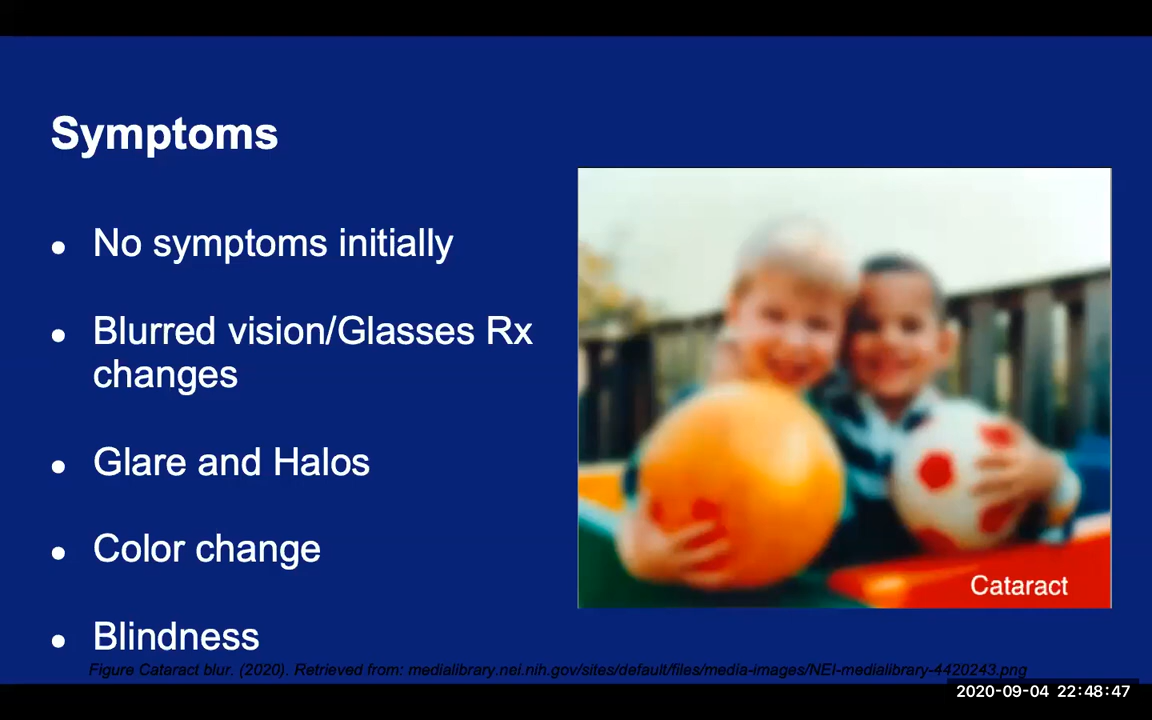 Symptoms
● No symptoms initially
● Blurred vision/Glasses Rx
changes
● Glare and Halos
● Color change
● Blindness
Cataract
Figure Cataract blur. (2020). Retrieved from: medialibrary.nei.nih.gov/sites/default/files/media-images/NEI-medialibrary-4420243.png
2020-09-04 22:48:47